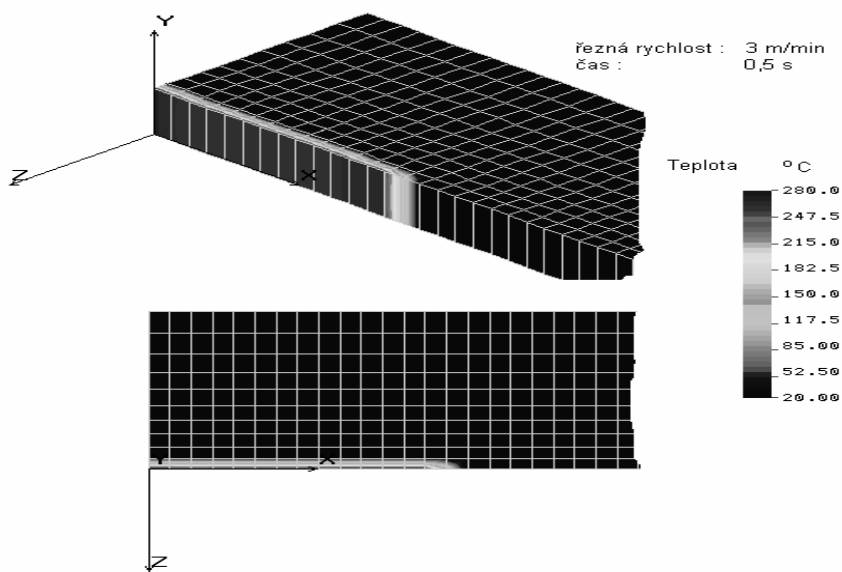 Y
řezná rychlost : 3 m/min
čas : 0,5 s
Z
X
Teplota °C
280.0
247.5
215.0
182.5
150.0
117.5
85.00
52.50
20.00
Y
X
Z